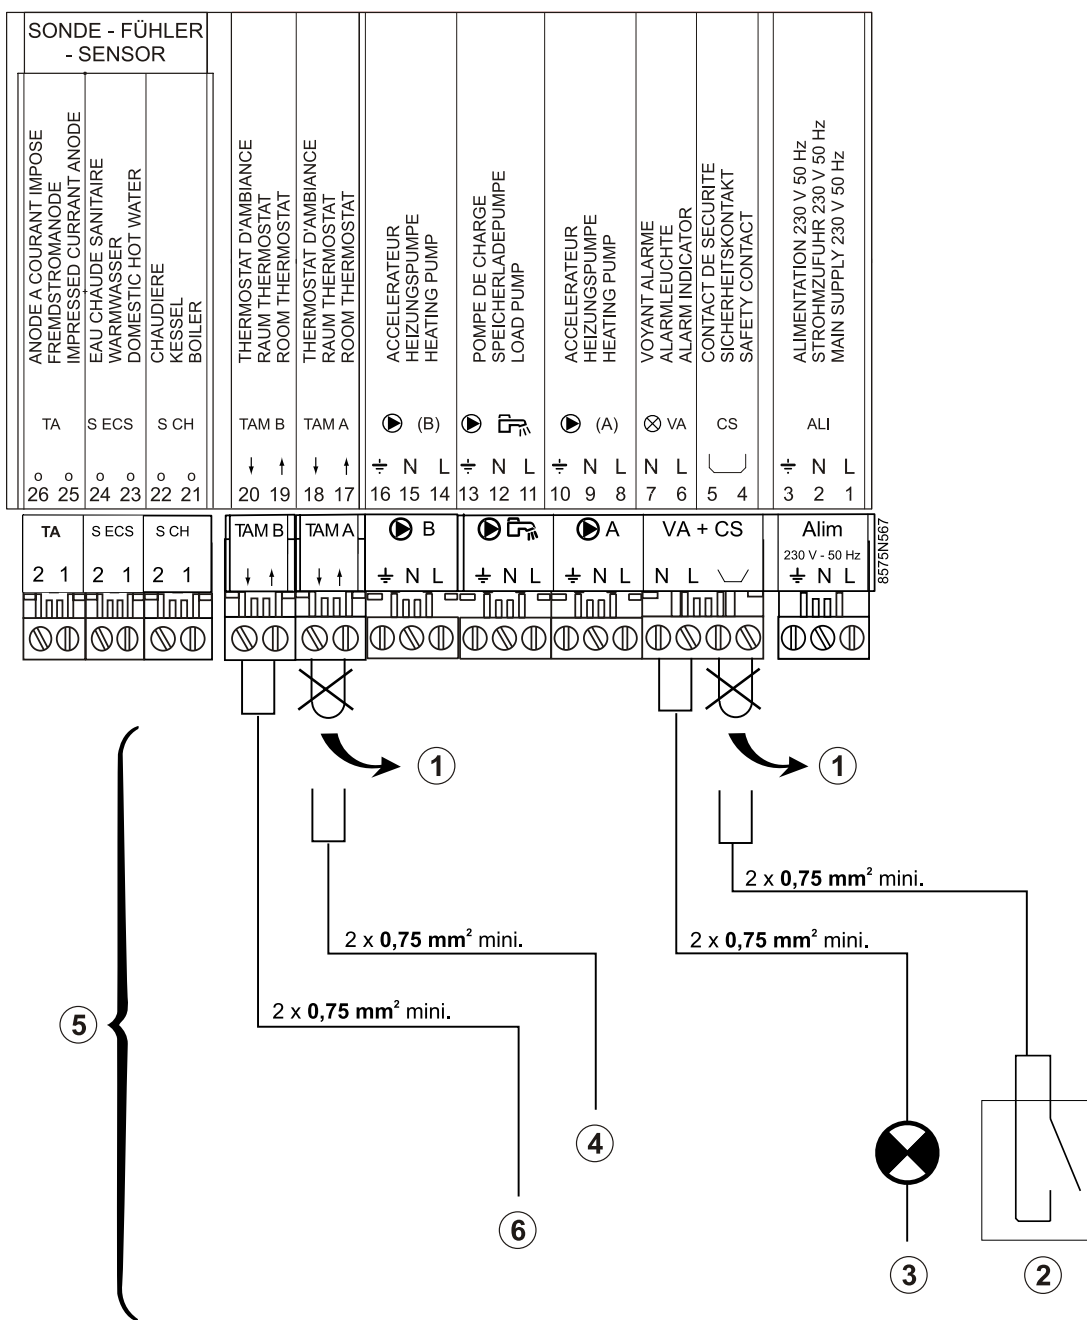 SONDE - FÜHLER
- SENSOR
ANODE A COURANT IMPOSE
FREMDSTROMANODE
IMPRESSED CURRANT ANODE
EAU CHAUDE SANITAIRE
WARMWASSER
DOMESTIC HOT WATER
CHAUDIERE
KESSEL
BOILER
THERMOSTAT D'AMBIANCE
RAUM THERMOSTAT
ROOM THERMOSTAT
THERMOSTAT D'AMBIANCE
RAUM THERMOSTAT
ROOM THERMOSTAT
ACCELERATEUR
HEIZUNGSPUMPE
HEATING PUMP
POMPE DE CHARGE
SPEICHERLADEPUMPE
LOAD PUMP
ACCELERATEUR
HEIZUNGSPUMPE
HEATING PUMP
VOYANT ALARME
ALARMLEUCHTE
ALARM INDICATOR
CONTACT DE SECURITE
SICHERHEITSKONTAKT
SAFETY CONTACT
ALIMENTATION 230 V 50 Hz
STROHMZUFUHR 230 V 50 Hz
MAIN SUPPLY 230 V 50 Hz
TA S ECS S CH TAM B TAM A (B) (A) VA CS ALI
N L N L N L N L N L
26 25 24 23 22 21 20 19 18 17 16 15 14 13 12 11 10 9 8 7 6 5 4 3 2 1
TA S ECS S CH TAM B TAM A B A VA + CS Alim
230 V - 50 Hz
2 1 2 1 2 1 N L N L N L N L N L
8575N567
1
1
2 x 0,75 mm² mini.
2 x 0,75 mm² mini.
2 x 0,75 mm² mini.
2 x 0,75 mm² mini.
5
4
6
3
2